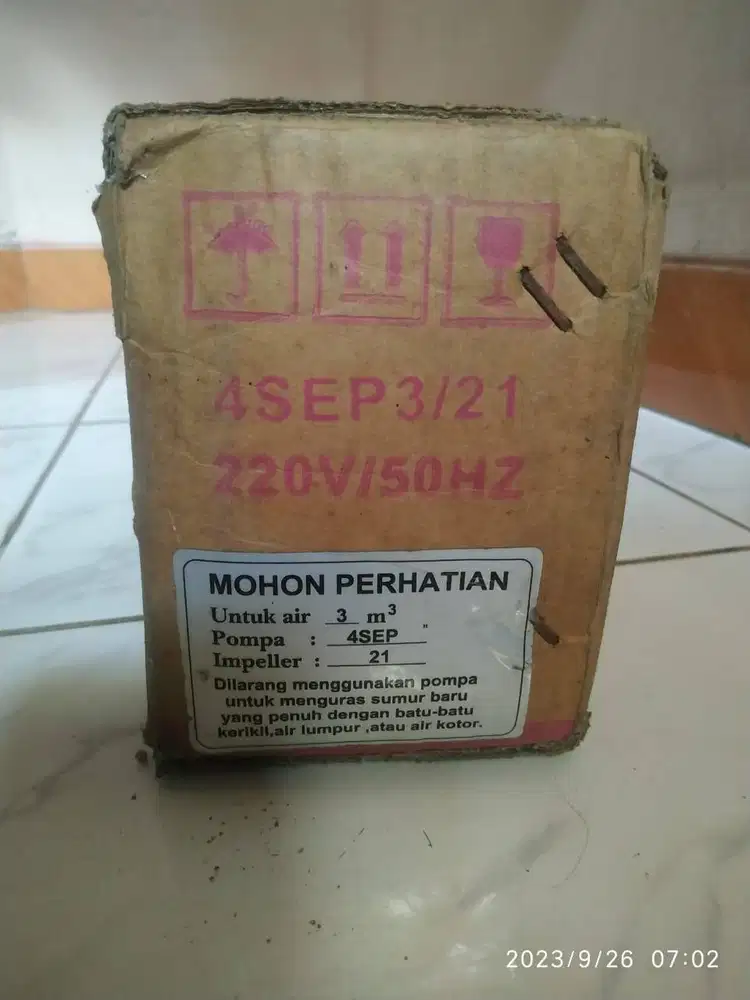 4SEP3/21
220V/50HZ
MOHON PERHATIAN
Untuk air 3 m³
Pompa : 4SEP "
Impeller : 21
Dilarang menggunakan pompa
untuk menguras sumur baru
yang penuh dengan batu-batu
kerikil,air lumpur ,atau air kotor.
2023/9/26 07:02